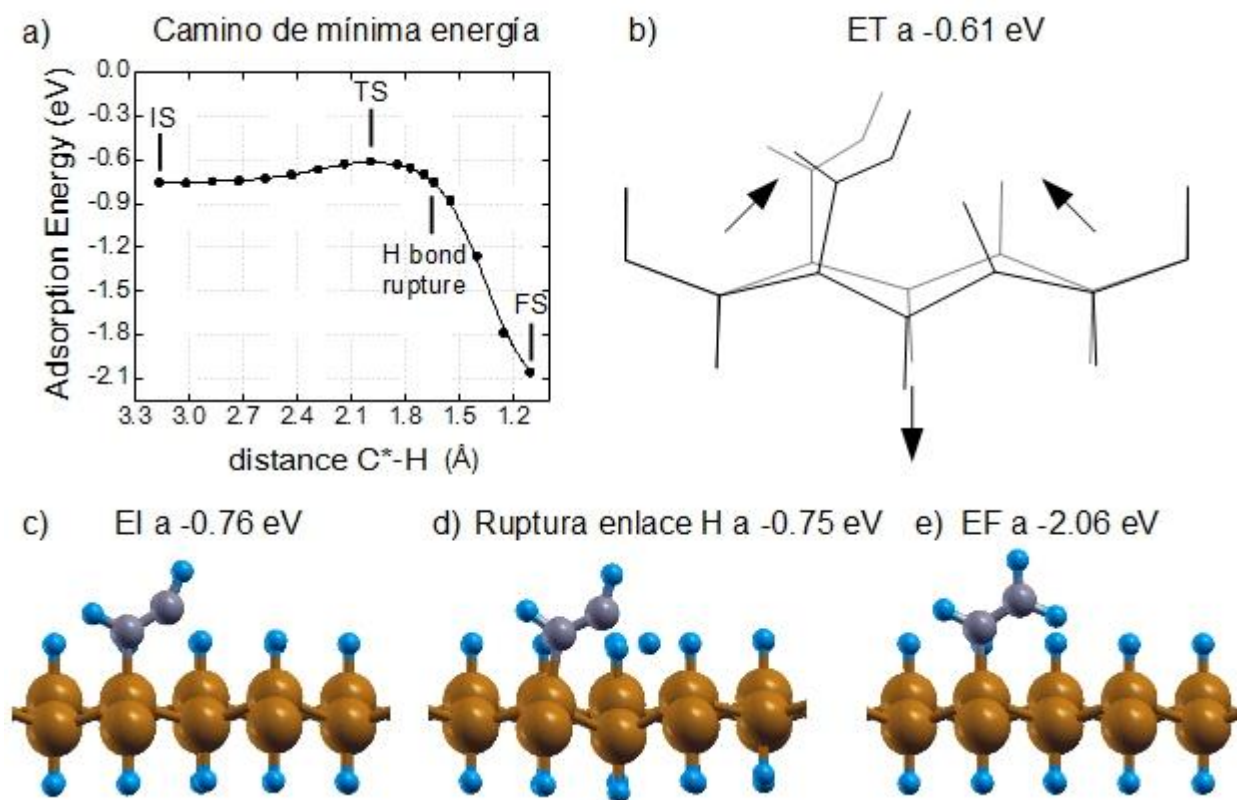 a) Camino de mínima energía
b) ET a -0.61 eV
Adsorption Energy (eV)
0.0
-0.3
-0.6
-0.9
-1.2
-1.5
-1.8
-2.1
IS
TS
H bond
rupture
FS
3.3 3.0 2.7 2.4 2.1 1.8 1.5 1.2
distance C*-H (Å)
c) EI a -0.76 eV
d) Ruptura enlace H a -0.75 eV
e) EF a -2.06 eV